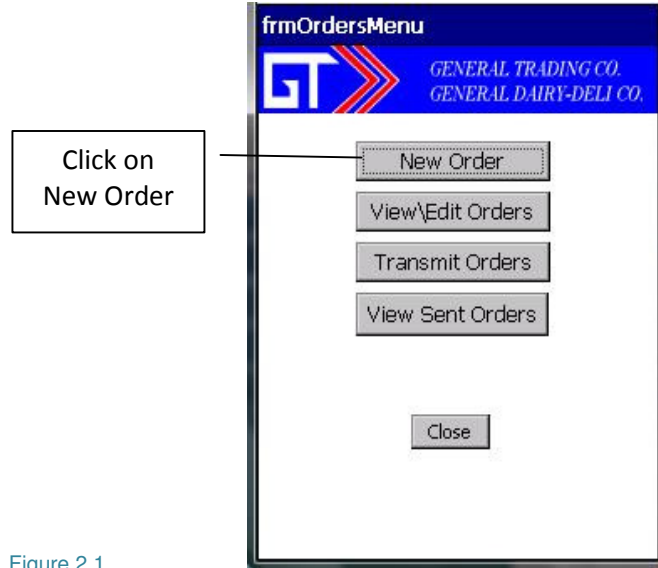 frmOrdersMenu
GT
GENERAL TRADING CO.
GENERAL DAIRY-DELI CO.
Click on
New Order
New Order
View\Edit Orders
Transmit Orders
View Sent Orders
Close
Figure 2.1